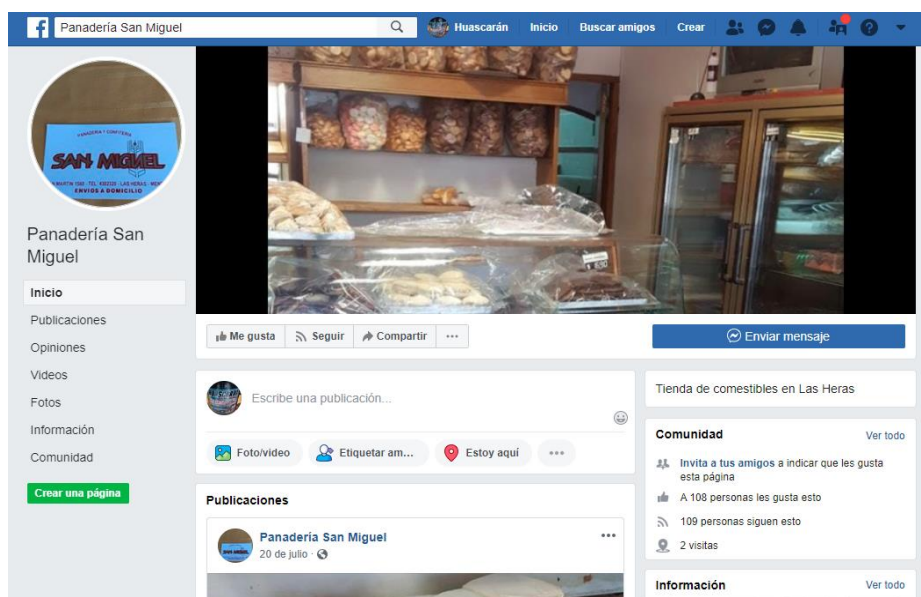 Panadería San Miguel
Huascarán
Inicio
Buscar amigos
Crear
PANADERIA Y CONFITERIA
SAN MIGUEL
LAS HERAS
ENVIOS A DOMICILIO
Panadería San
Miguel
Inicio
Publicaciones
Opiniones
Videos
Fotos
Información
Comunidad
Crear una página
Me gusta
Seguir
Compartir
Enviar mensaje
Escribe una publicación...
Foto/video
Etiquetar am...
Estoy aquí
Publicaciones
Panadería San Miguel
20 de julio
Tienda de comestibles en Las Heras
Comunidad
Ver todo
Invita a tus amigos a indicar que les gusta
esta página
A 108 personas les gusta esto
109 personas siguen esto
2 visitas
Información
Ver todo